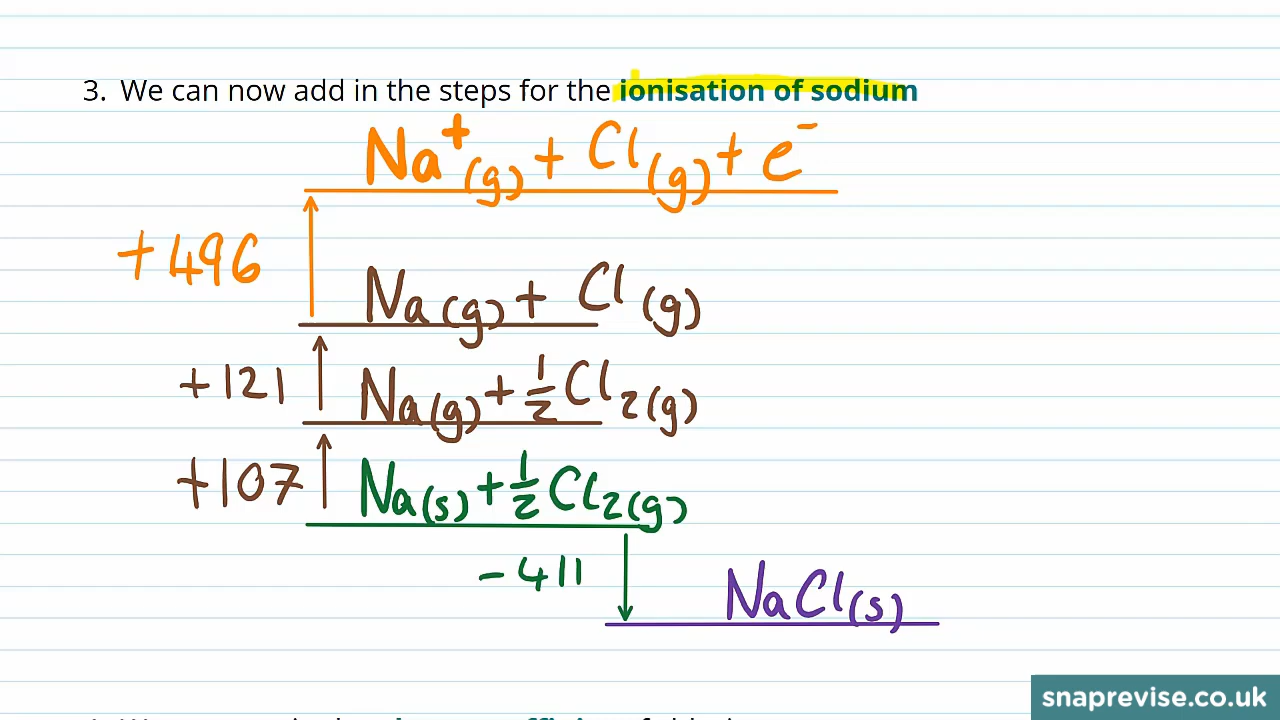 3. We can now add in the steps for the ionisation of sodium
Na⁺(g) + Cl(g) + e⁻
+496
Na(g) + Cl(g)
+121
Na(g) + ½Cl₂(g)
+107
Na(s) + ½Cl₂(g)
-411
NaCl(s)
snaprevise.co.uk